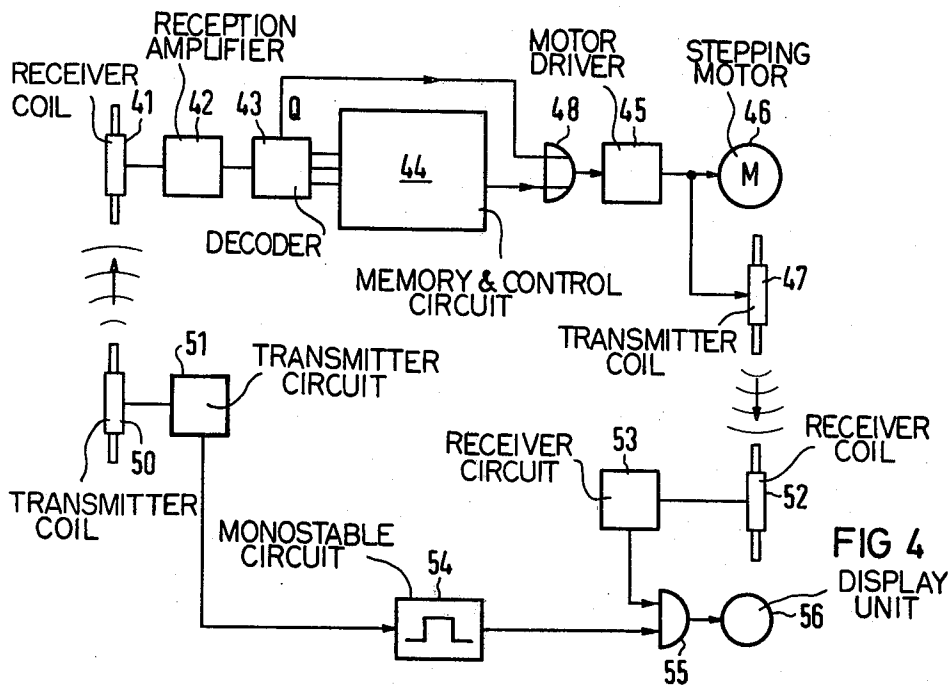 RECEPTION
AMPLIFIER
RECEIVER
COIL
41
42
43
Q
DECODER
44
MEMORY & CONTROL
CIRCUIT
48
MOTOR
DRIVER
45
STEPPING
MOTOR
46
M
47
TRANSMITTER
COIL
51
TRANSMITTER
CIRCUIT
50
TRANSMITTER
COIL
MONOSTABLE
CIRCUIT
54
RECEIVER
CIRCUIT
53
RECEIVER
COIL
52
FIG 4
DISPLAY
UNIT
55
56